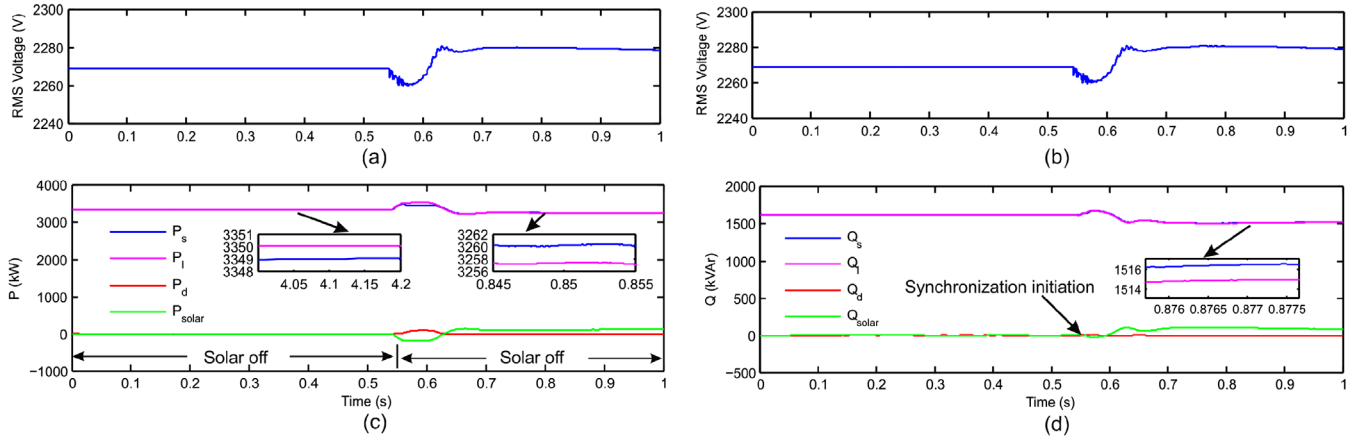 RMS Voltage (V)
2300
2280
2260
2240
0 0.1 0.2 0.3 0.4 0.5 0.6 0.7 0.8 0.9 1
(a)
RMS Voltage (V)
2300
2280
2260
2240
0 0.1 0.2 0.3 0.4 0.5 0.6 0.7 0.8 0.9 1
(b)
P (kW)
4000
3000
2000
1000
0
−1000
P_s
P_l
P_d
P_solar
3351
3350
3349
3348
4.05 4.1 4.15 4.2
3262
3260
3258
3256
0.845 0.85 0.855
Solar off
Solar off
0 0.1 0.2 0.3 0.4 0.5 0.6 0.7 0.8 0.9 1
Time (s)
(c)
Q (kVAr)
2000
1500
1000
500
0
−500
Q_s
Q_l
Q_d
Q_solar
Synchronization initiation
1516
1514
0.876 0.8765 0.877 0.8775
0 0.1 0.2 0.3 0.4 0.5 0.6 0.7 0.8 0.9 1
Time (s)
(d)